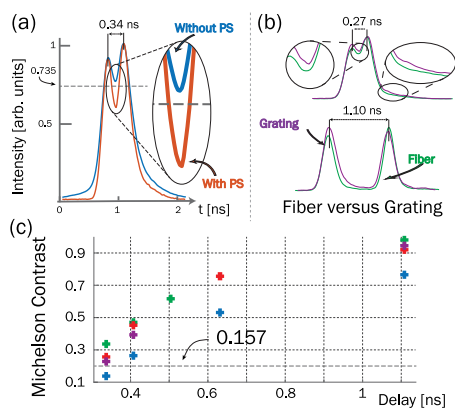 (a)
0.34 ns
Without PS
With PS
Intensity [arb. units]
1
0.735
0.5
0
1
2
t [ns]
(b)
0.27 ns
1,10 ns
Grating
Fiber
Fiber versus Grating
(c)
Michelson Contrast
0.9
0.7
0.5
0.3
0.1
0.157
0.4
0.6
0.8
1
Delay [ns]